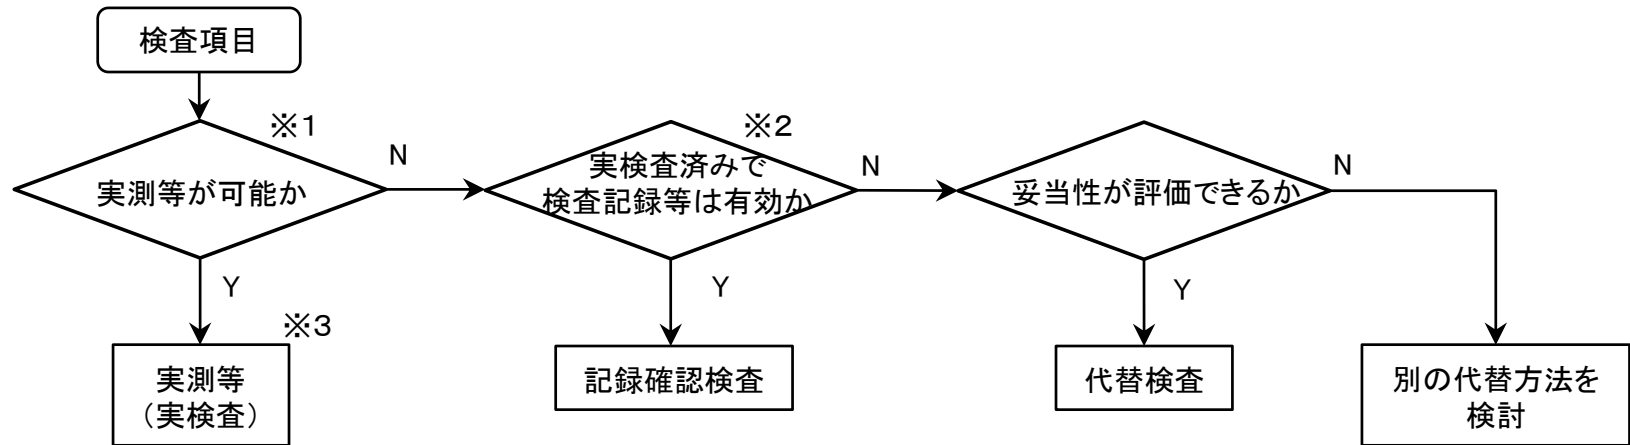 検査項目
※1
実測等が可能か
N
Y
※3
実測等
（実検査）
※2
実検査済みで
検査記録等は有効か
N
Y
記録確認検査
妥当性が評価できるか
N
Y
代替検査
別の代替方法を
検討